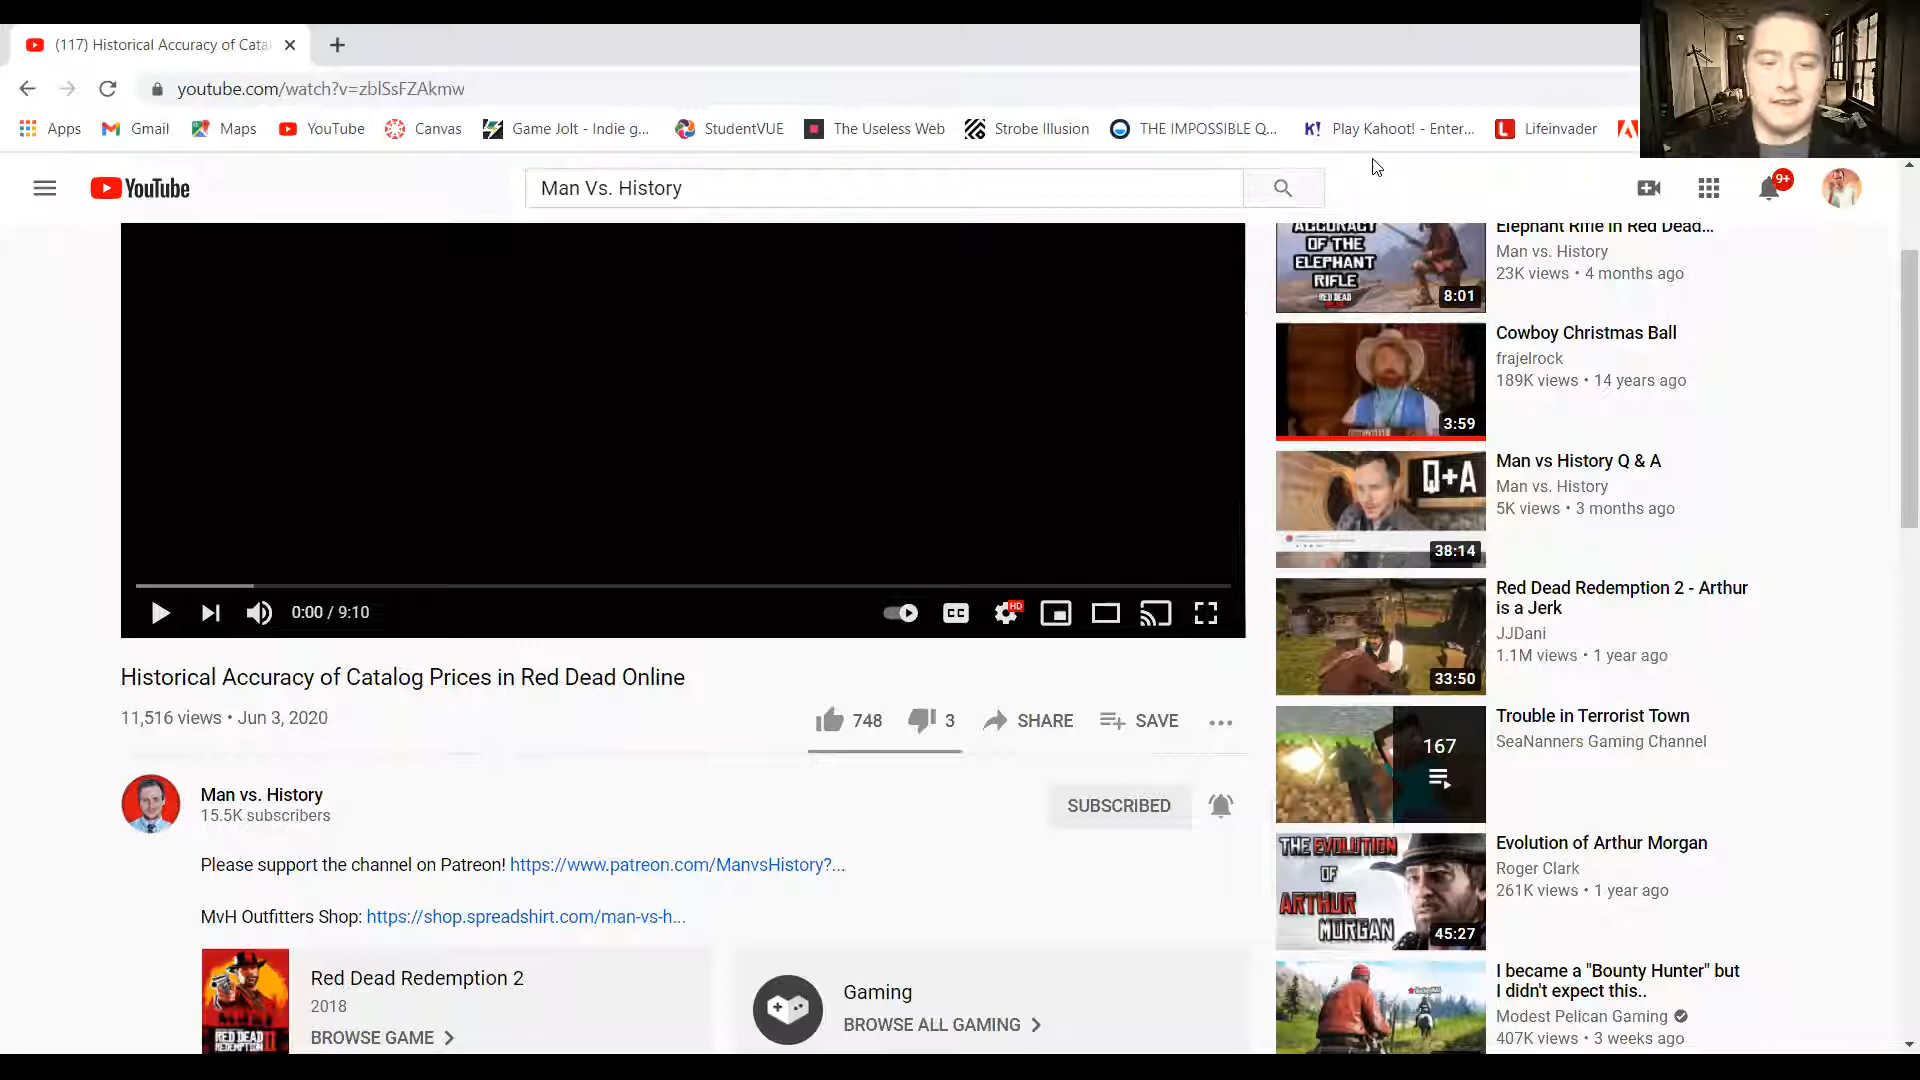 (117) Historical Accuracy of Cata
youtube.com/watch?v=zblSsFZAkmw
Apps
Gmail
Maps
YouTube
Canvas
Game Jolt - Indie g...
StudentVUE
The Useless Web
Strobe Illusion
THE IMPOSSIBLE Q...
K! Play Kahoot! - Enter...
L Lifeinvader
YouTube
Man Vs. History
9+
0:00 / 9:10
CC
HD
Historical Accuracy of Catalog Prices in Red Dead Online
11,516 views • Jun 3, 2020
748
3
SHARE
SAVE
Man vs. History
15.5K subscribers
SUBSCRIBED
Please support the channel on Patreon! https://www.patreon.com/ManvsHistory?...
MvH Outfitters Shop: https://shop.spreadshirt.com/man-vs-h...
RED DEAD
REDEMPTION II
Red Dead Redemption 2
2018
BROWSE GAME
Gaming
BROWSE ALL GAMING
ACCURACY
OF THE
ELEPHANT
RIFLE
RED DEAD
8:01
Elephant Rifle in Red Dead...
Man vs. History
23K views • 4 months ago
3:59
Cowboy Christmas Ball
frajelrock
189K views • 14 years ago
Q+A
38:14
Man vs History Q & A
Man vs. History
5K views • 3 months ago
33:50
Red Dead Redemption 2 - Arthur
is a Jerk
JJDani
1.1M views • 1 year ago
167
Trouble in Terrorist Town
SeaNanners Gaming Channel
THE EVOLUTION
OF
ARTHUR
MORGAN
45:27
Evolution of Arthur Morgan
Roger Clark
261K views • 1 year ago
I became a "Bounty Hunter" but
I didn't expect this..
Modest Pelican Gaming
407K views • 3 weeks ago